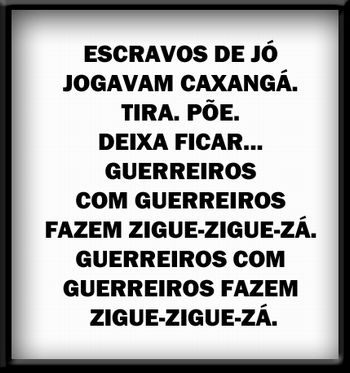 ESCRAVOS DE JÓ
JOGAVAM CAXANGÁ.
TIRA. PÕE.
DEIXA FICAR...
GUERREIROS
COM GUERREIROS
FAZEM ZIGUE-ZIGUE-ZÁ.
GUERREIROS COM
GUERREIROS FAZEM
ZIGUE-ZIGUE-ZÁ.